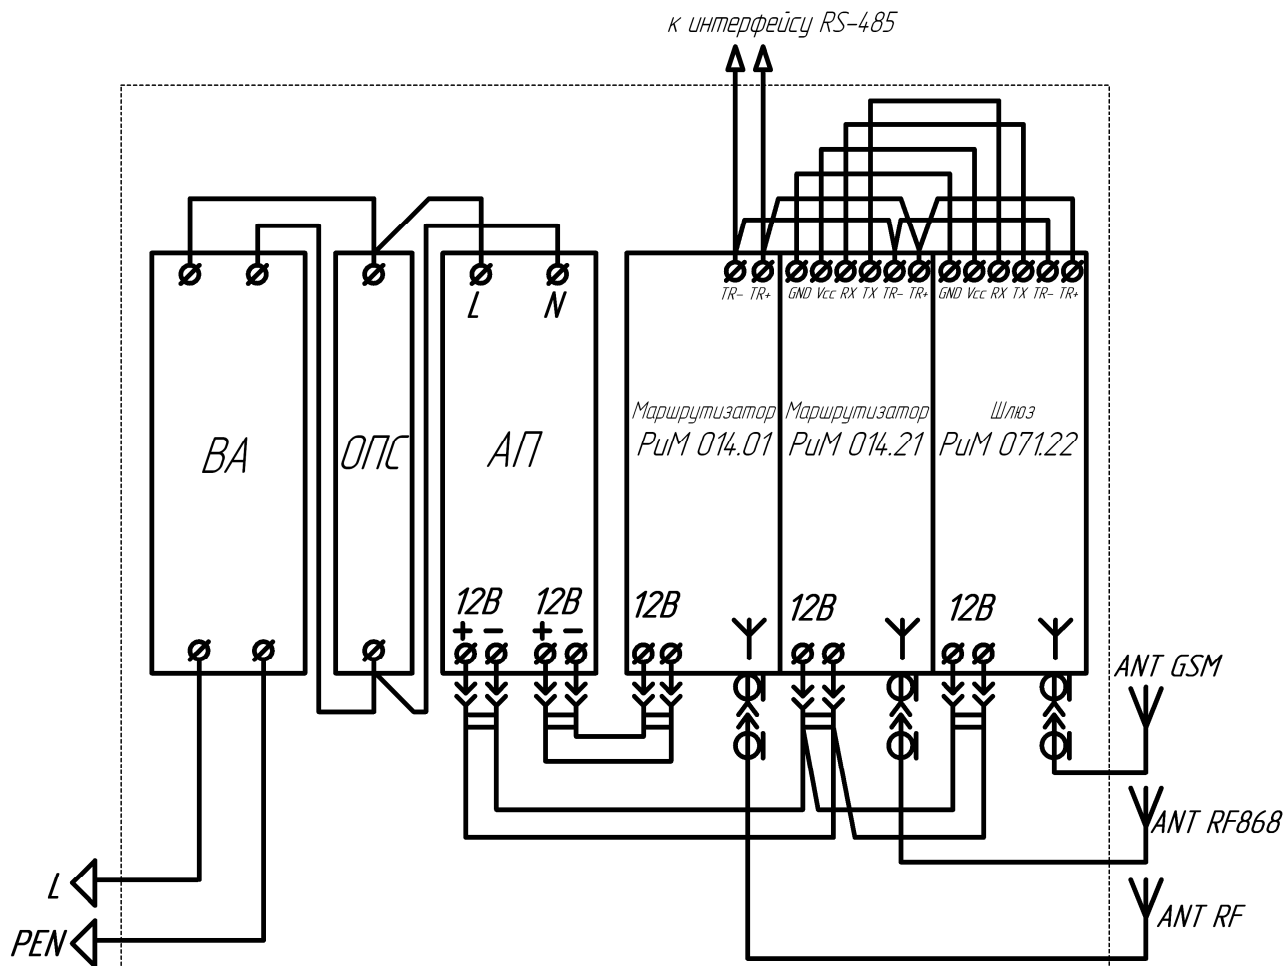 к интерфейсу RS-485
TR- TR+ GND Vcc RX TX TR- TR+ GND Vcc RX TX TR- TR+
L N
Маршрутизатор Маршрутизатор Шлюз
ВА ОПС АП РиМ 014.01 РиМ 014.21 РиМ 071.22
12В 12В 12В 12В 12В
+ - + -
ANT GSM
ANT RF868
L
ANT RF
PEN